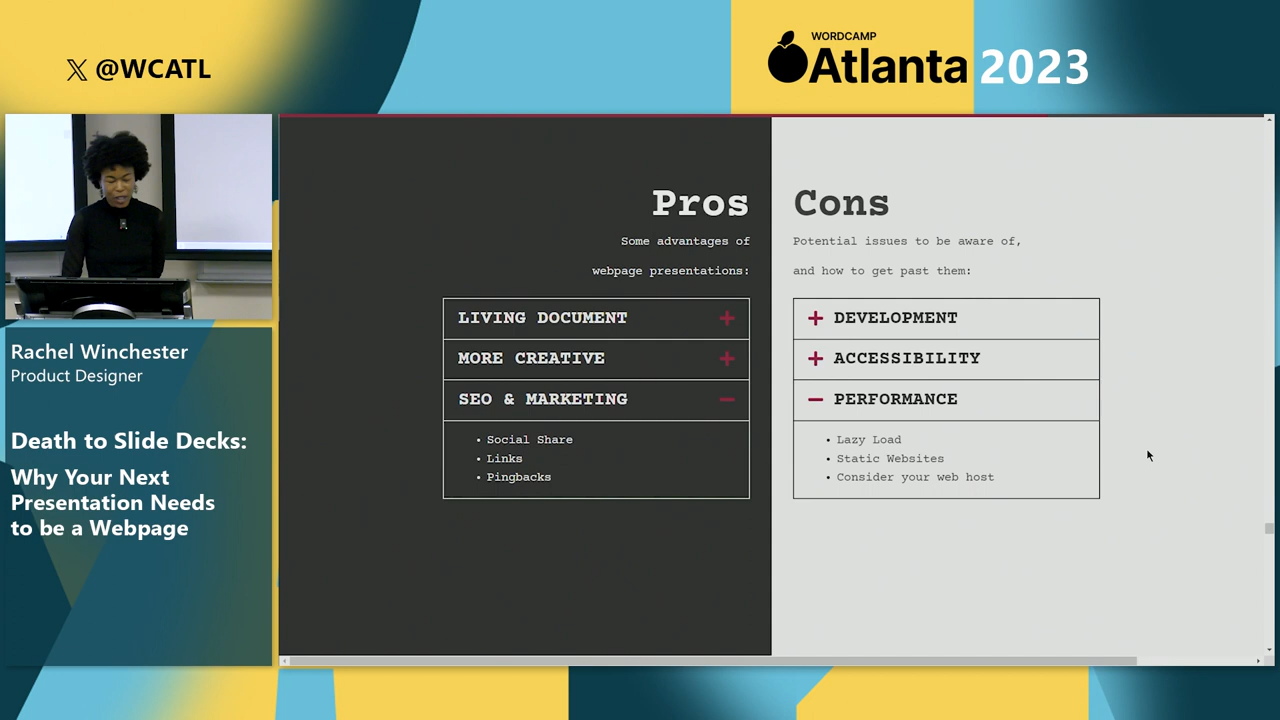 𝕏 @WCATL
WORDCAMP
Atlanta 2023
Rachel Winchester
Product Designer
Death to Slide Decks:
Why Your Next
Presentation Needs
to be a Webpage
Pros
Some advantages of
webpage presentations:
LIVING DOCUMENT +
MORE CREATIVE +
SEO & MARKETING −
• Social Share
• Links
• Pingbacks
Cons
Potential issues to be aware of,
and how to get past them:
+ DEVELOPMENT
+ ACCESSIBILITY
− PERFORMANCE
• Lazy Load
• Static Websites
• Consider your web host